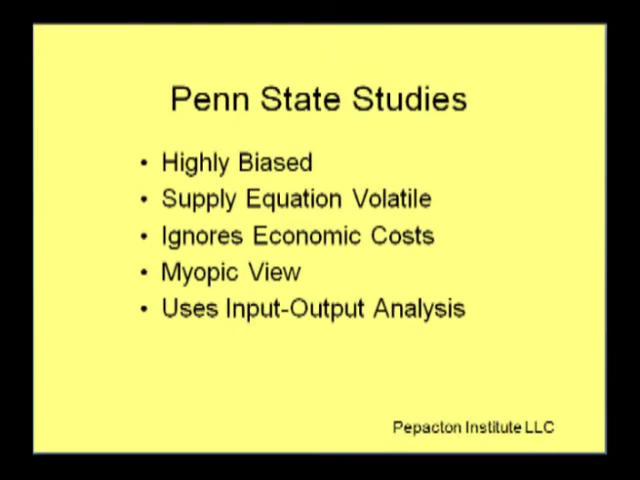 Penn State Studies
• Highly Biased
• Supply Equation Volatile
• Ignores Economic Costs
• Myopic View
• Uses Input-Output Analysis
Pepacton Institute LLC